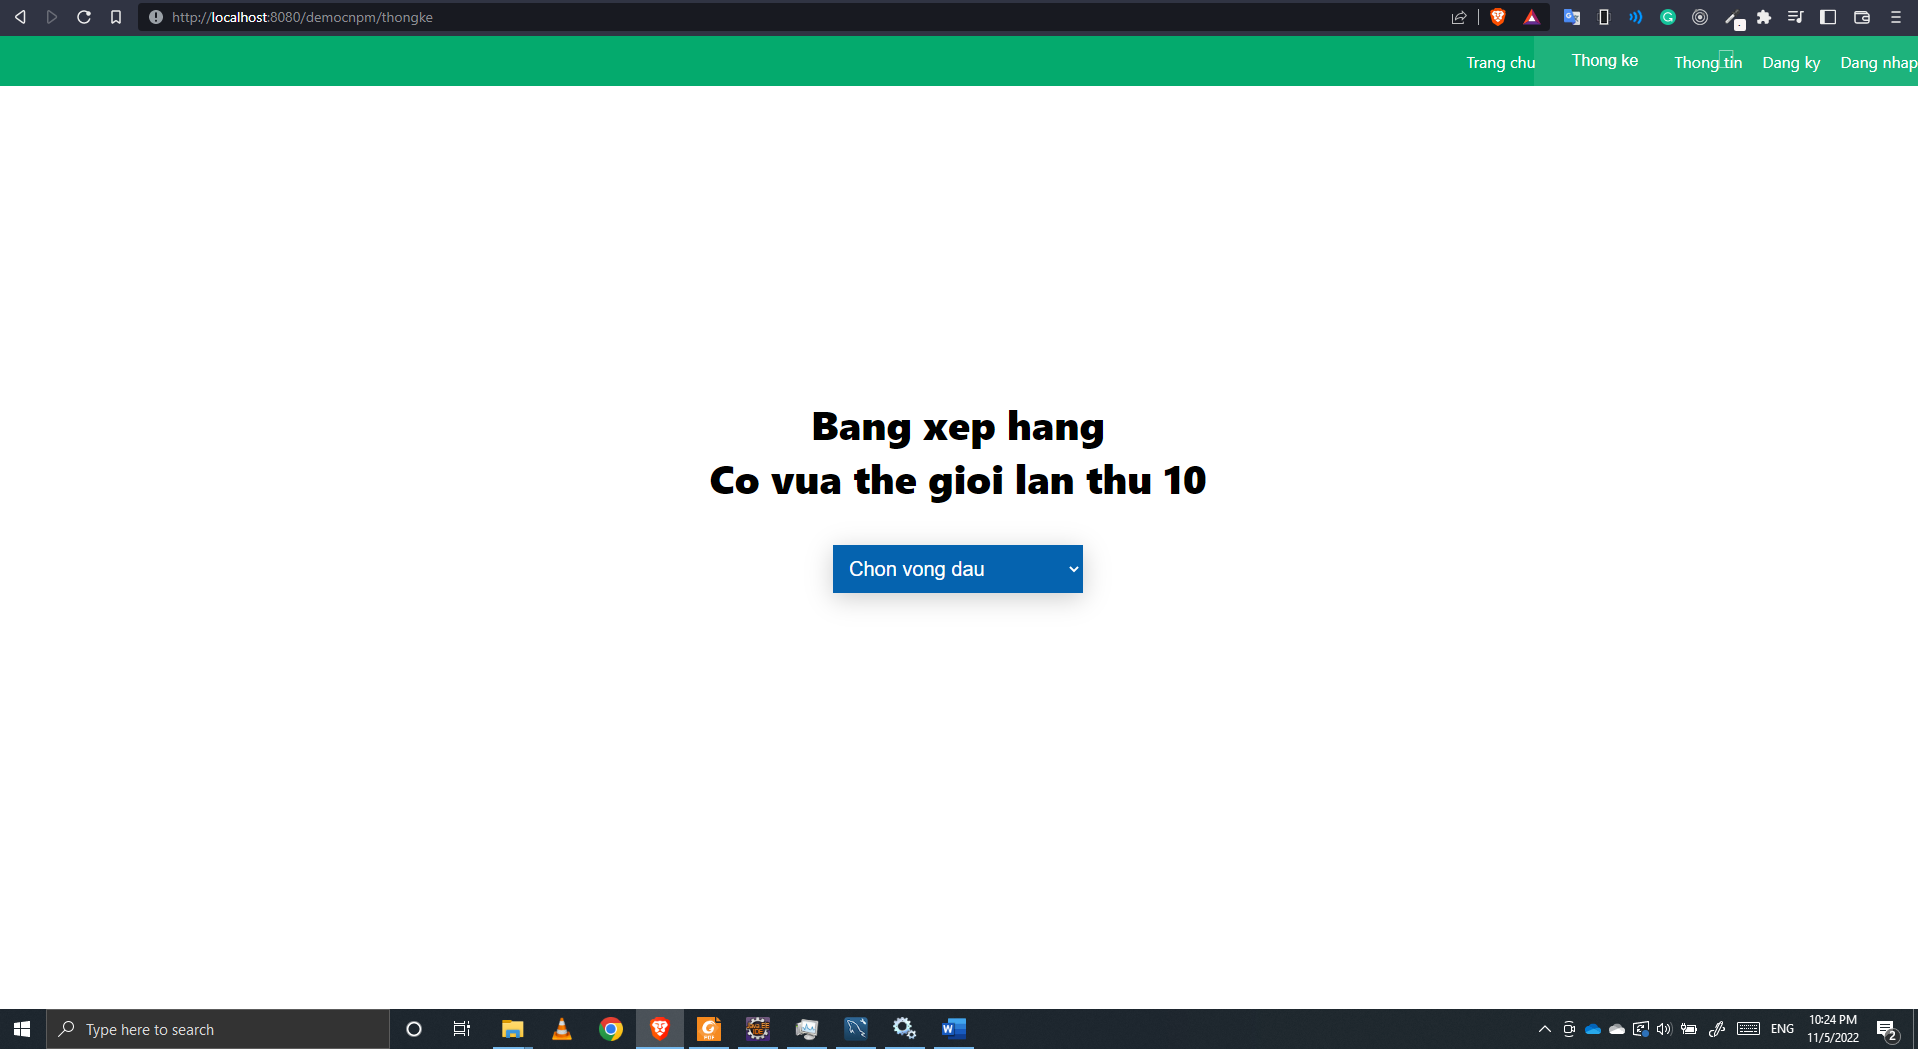 http://localhost:8080/democnpm/thongke
Trang chu
Thong ke
Thong tin
Dang ky
Dang nhap
Bang xep hang
Co vua the gioi lan thu 10
Chon vong dau
Type here to search
ENG
10:24 PM
11/5/2022
2